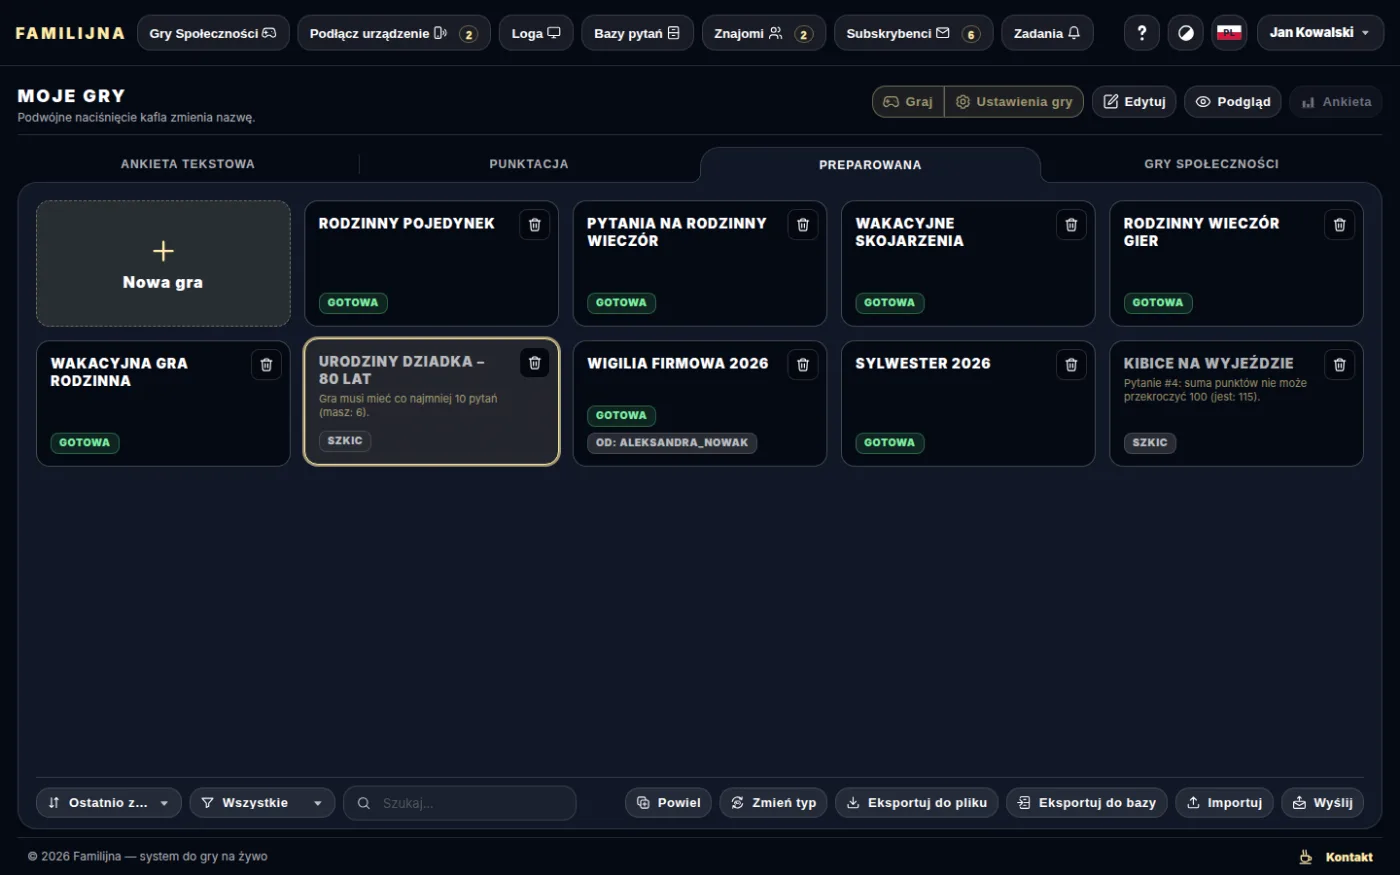 FAMILIJNA
Gry Społeczności
Podłącz urządzenie 2
Loga
Bazy pytań
Znajomi 2
Subskrybenci 6
Zadania
?
PL
Jan Kowalski
MOJE GRY
Podwójne naciśnięcie kafla zmienia nazwę.
Graj
Ustawienia gry
Edytuj
Podgląd
Ankieta
ANKIETA TEKSTOWA
PUNKTACJA
PREPAROWANA
GRY SPOŁECZNOŚCI
Nowa gra
RODZINNY POJEDYNEK
GOTOWA
PYTANIA NA RODZINNY
WIECZÓR
GOTOWA
WAKACYJNE
SKOJARZENIA
GOTOWA
RODZINNY WIECZÓR
GIER
GOTOWA
WAKACYJNA GRA
RODZINNA
GOTOWA
URODZINY DZIADKA –
80 LAT
Gra musi mieć co najmniej 10 pytań
(masz: 6).
SZKIC
WIGILIA FIRMOWA 2026
GOTOWA
OD: ALEKSANDRA_NOWAK
SYLWESTER 2026
GOTOWA
KIBICE NA WYJEŹDZIE
Pytanie #4: suma punktów nie może
przekroczyć 100 (jest: 115).
SZKIC
Ostatnio z...
Wszystkie
Szukaj...
Powiel
Zmień typ
Eksportuj do pliku
Eksportuj do bazy
Importuj
Wyślij
© 2026 Familijna — system do gry na żywo
Kontakt